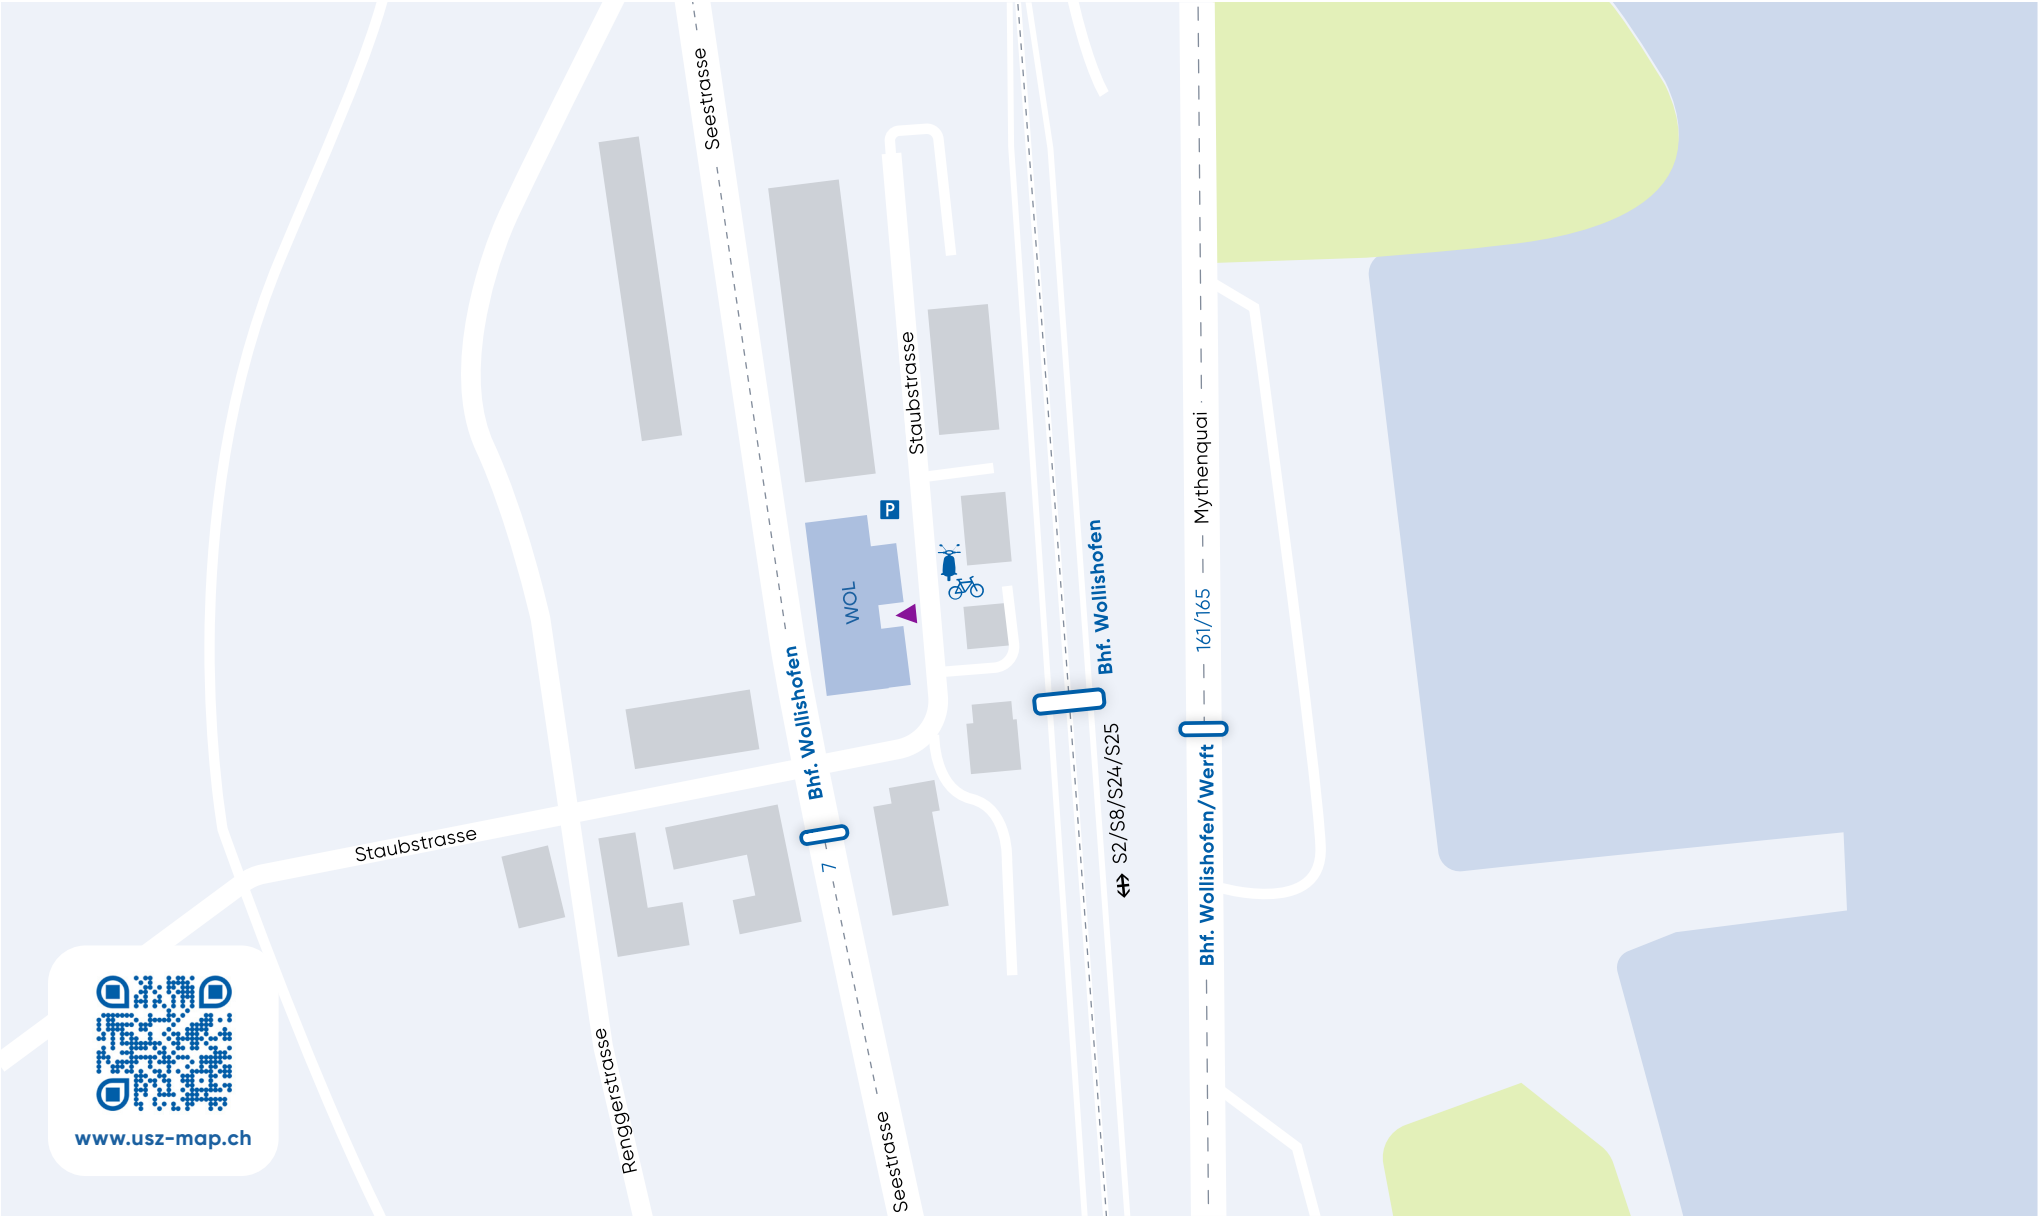 Seestrasse
Staubstrasse
Mythenquai
P
Bhf. Wollishofen
161/165
WOL
Bhf. Wollishofen
S2/S8/S24/S25
Bhf. Wollishofen/Werft
Staubstrasse
7
Renggerstrasse
Seestrasse
www.usz-map.ch